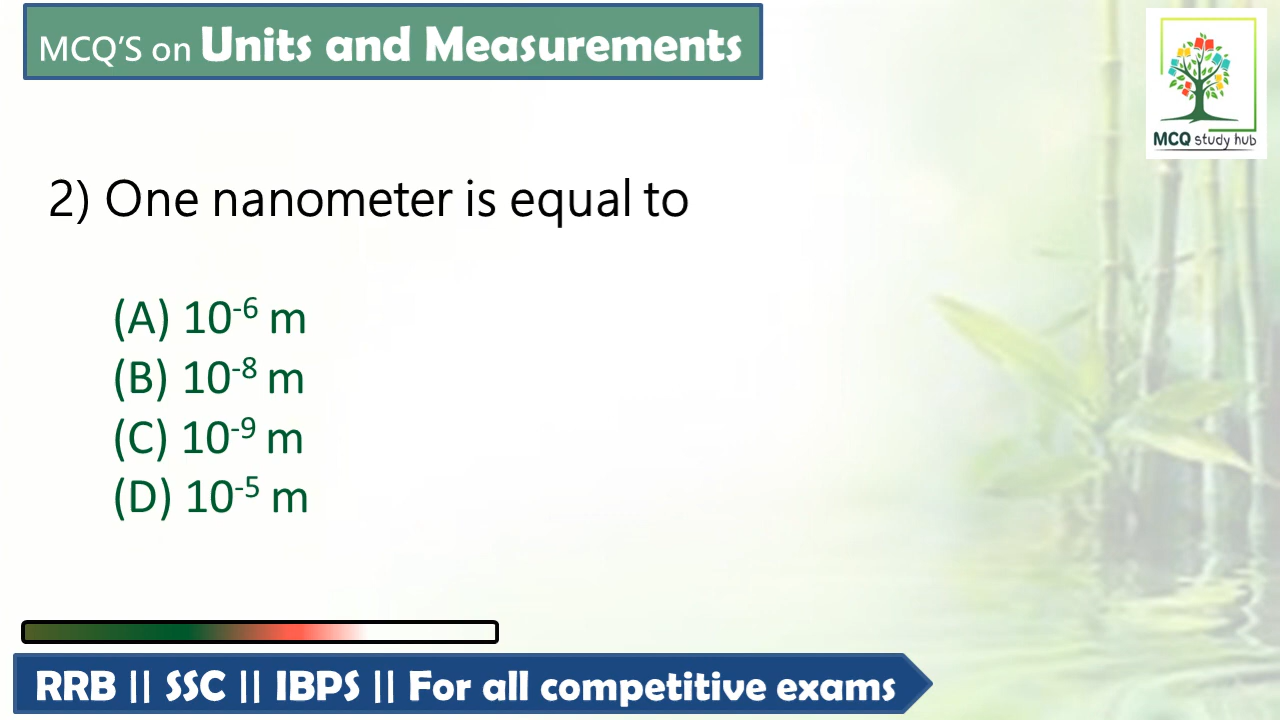 MCQ'S on Units and Measurements
MCQ study hub
2) One nanometer is equal to
(A) 10⁻⁶ m
(B) 10⁻⁸ m
(C) 10⁻⁹ m
(D) 10⁻⁵ m
RRB || SSC || IBPS || For all competitive exams